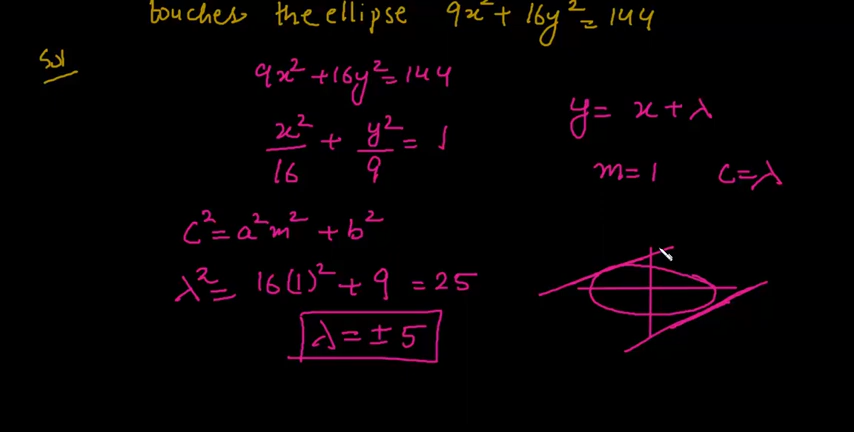 touches the ellipse 9x² + 16y² = 144
Sol
9x² + 16y² = 144
x²/16 + y²/9 = 1
y = x + λ
m = 1 c = λ
c² = a²m² + b²
λ² = 16(1)² + 9 = 25
λ = ± 5